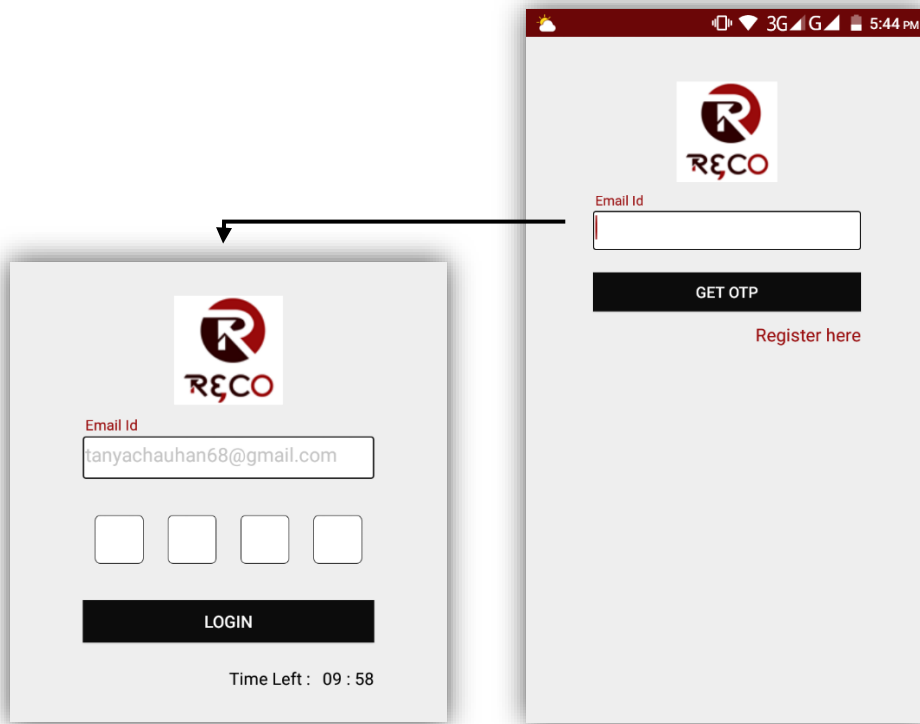 3G G 5:44 PM
RECO
Email Id
GET OTP
Register here
RECO
Email Id
tanyachauhan68@gmail.com
LOGIN
Time Left : 09 : 58